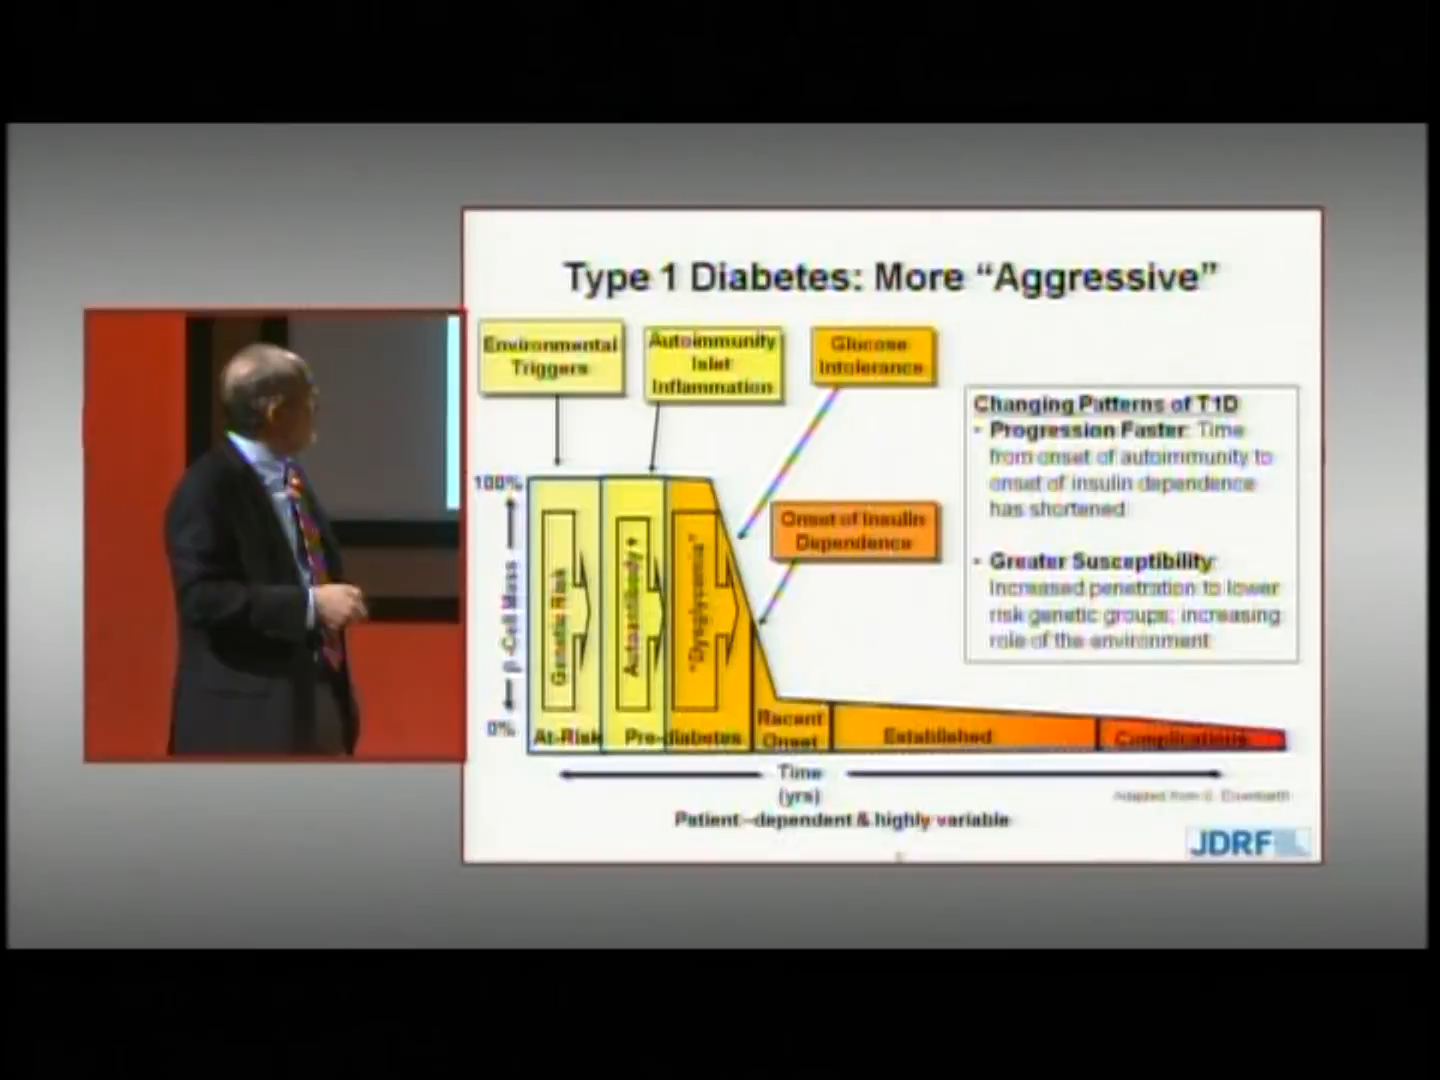 Type 1 Diabetes: More “Aggressive”
Environmental
Triggers
Autoimmunity
Islet
Inflammation
Glucose
Intolerance
Changing Patterns of T1D
- Progression Faster: Time
from onset of autoimmunity to
onset of insulin dependence
has shortened
- Greater Susceptibility:
Increased penetration to lower
risk genetic groups; increasing
role of the environment
Onset of Insulin
Dependence
100%
β -Cell Mass
0%
Genetic Risk
Autoantibody +
"Dysglycemia"
At-Risk
Pre-diabetes
Recent
Onset
Established
Complications
Time
(yrs)
Adapted from G. Eisenbarth
Patient –dependent & highly variable
JDRF